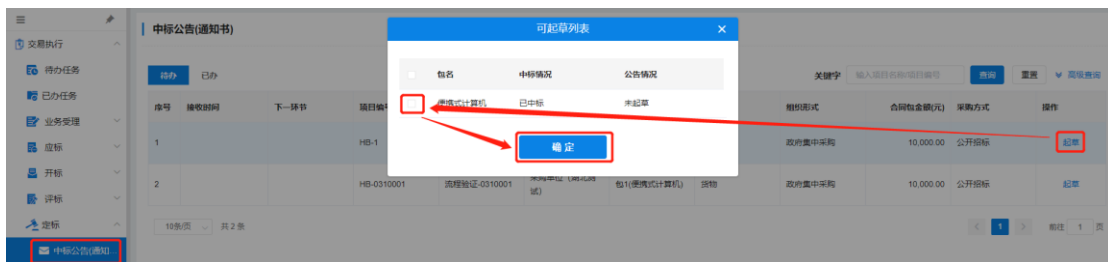 中标公告(通知书)
可起草列表
交易执行
待办任务
已办任务
业务受理
应标
开标
评标
定标
中标公告(通知...
待办 已办
关键字 输入项目名称/项目编号 查询 重置 高级查询
包名 中标情况 公告情况
便携式计算机 已中标 未起草
确定
序号 接收时间 下一环节 项目编号 组织形式 合同包金额(元) 采购方式 操作
1 HB-1 政府集中采购 10,000.00 公开招标 起草
2 HB-0310001 流程验证-0310001 包1(便携式计算机) 货物 政府集中采购 10,000.00 公开招标 起草
10条/页 共2条
1 前往 1 页